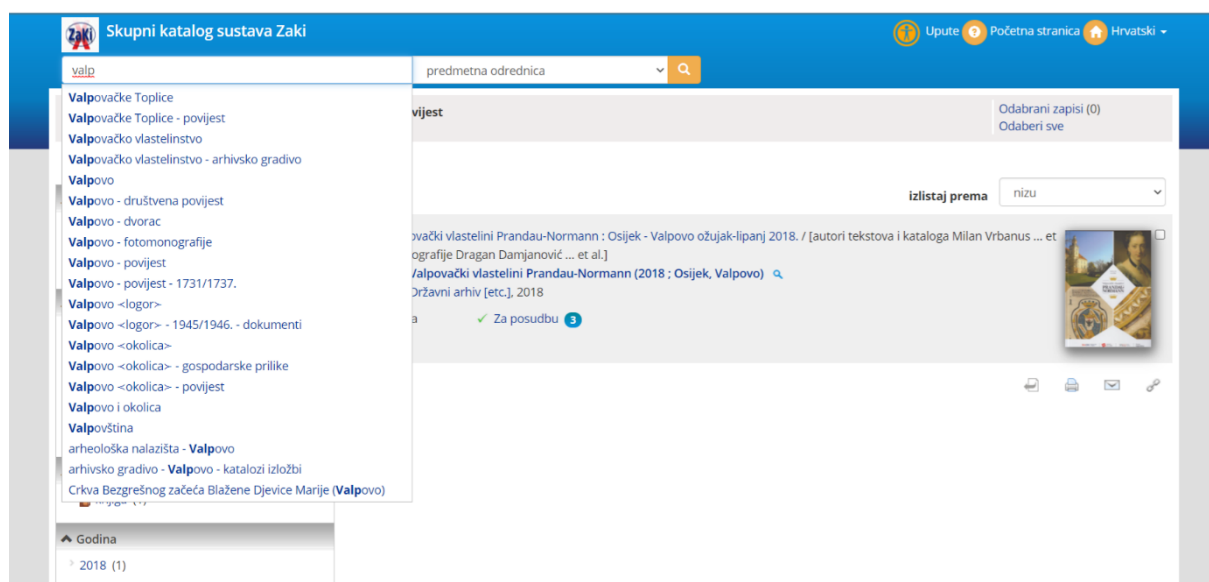 ZaKi Skupni katalog sustava Zaki
Upute Početna stranica Hrvatski
valp
predmetna odrednica
Valpovačke Toplice
Valpovačke Toplice - povijest
Valpovačko vlastelinstvo
Valpovačko vlastelinstvo - arhivsko gradivo
Valpovo
Valpovo - društvena povijest
Valpovo - dvorac
Valpovo - fotomonografije
Valpovo - povijest
Valpovo - povijest - 1731/1737.
Valpovo <logor>
Valpovo <logor> - 1945/1946. - dokumenti
Valpovo <okolica>
Valpovo <okolica> - gospodarske prilike
Valpovo <okolica> - povijest
Valpovo i okolica
Valpovština
arheološka nalazišta - Valpovo
arhivsko gradivo - Valpovo - katalozi izložbi
Crkva Bezgrešnog začeća Blažene Djevice Marije (Valpovo)
Godina
2018 (1)
vijest
Odabrani zapisi (0)
Odaberi sve
izlistaj prema nizu
ovački vlastelini Prandau-Normann : Osijek - Valpovo ožujak-lipanj 2018. / [autori tekstova i kataloga Milan Vrbanus ... et
ografije Dragan Damjanović ... et al.]
Valpovački vlastelini Prandau-Normann (2018 ; Osijek, Valpovo)
Državni arhiv [etc.], 2018
a Za posudbu 3